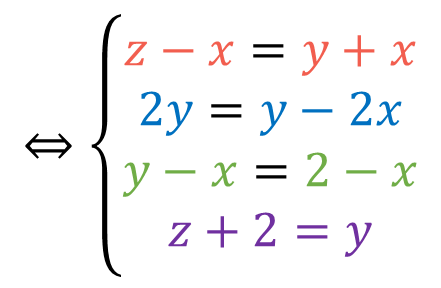 ⇔
z − x = y + x
2y = y − 2x
y − x = 2 − x
z + 2 = y